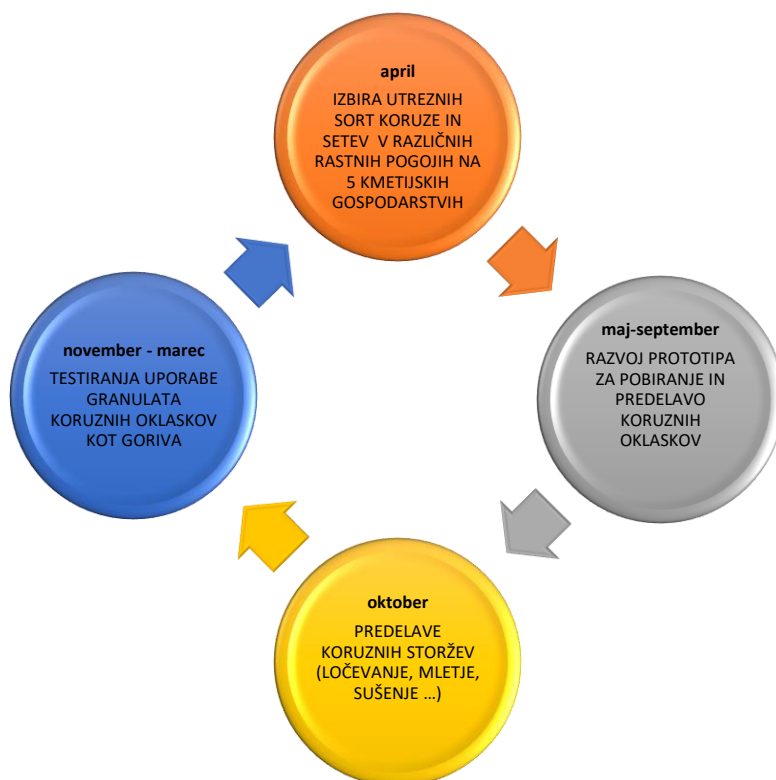 april
IZBIRA UTREZNIH
SORT KORUZE IN
SETEV V RAZLIČNIH
RASTNIH POGOJIH NA
5 KMETIJSKIH
GOSPODARSTVIH
maj-september
RAZVOJ PROTOTIPA
ZA POBIRANJE IN
PREDELAVO
KORUZNIH
OKLASKOV
oktober
PREDELAVE
KORUZNIH STORŽEV
(LOČEVANJE, MLETJE,
SUŠENJE ...)
november - marec
TESTIRANJA UPORABE
GRANULATA
KORUZNIH OKLASKOV
KOT GORIVA